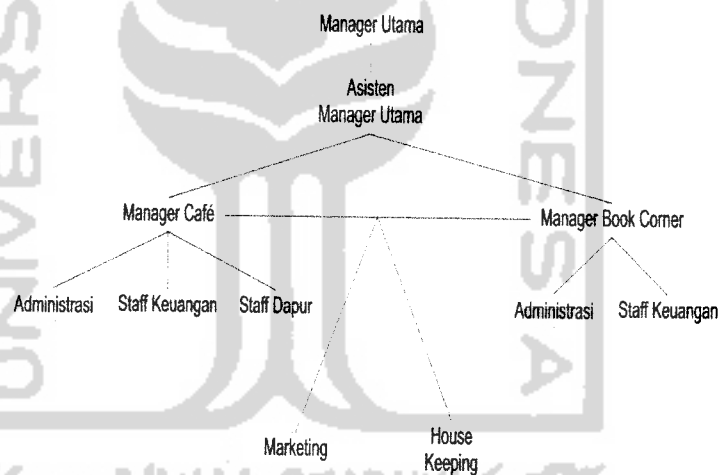 Manager Utama
Asisten
Manager Utama
Manager Café
Manager Book Corner
Administrasi
Staff Keuangan
Staff Dapur
Administrasi
Staff Keuangan
Marketing
House
Keeping